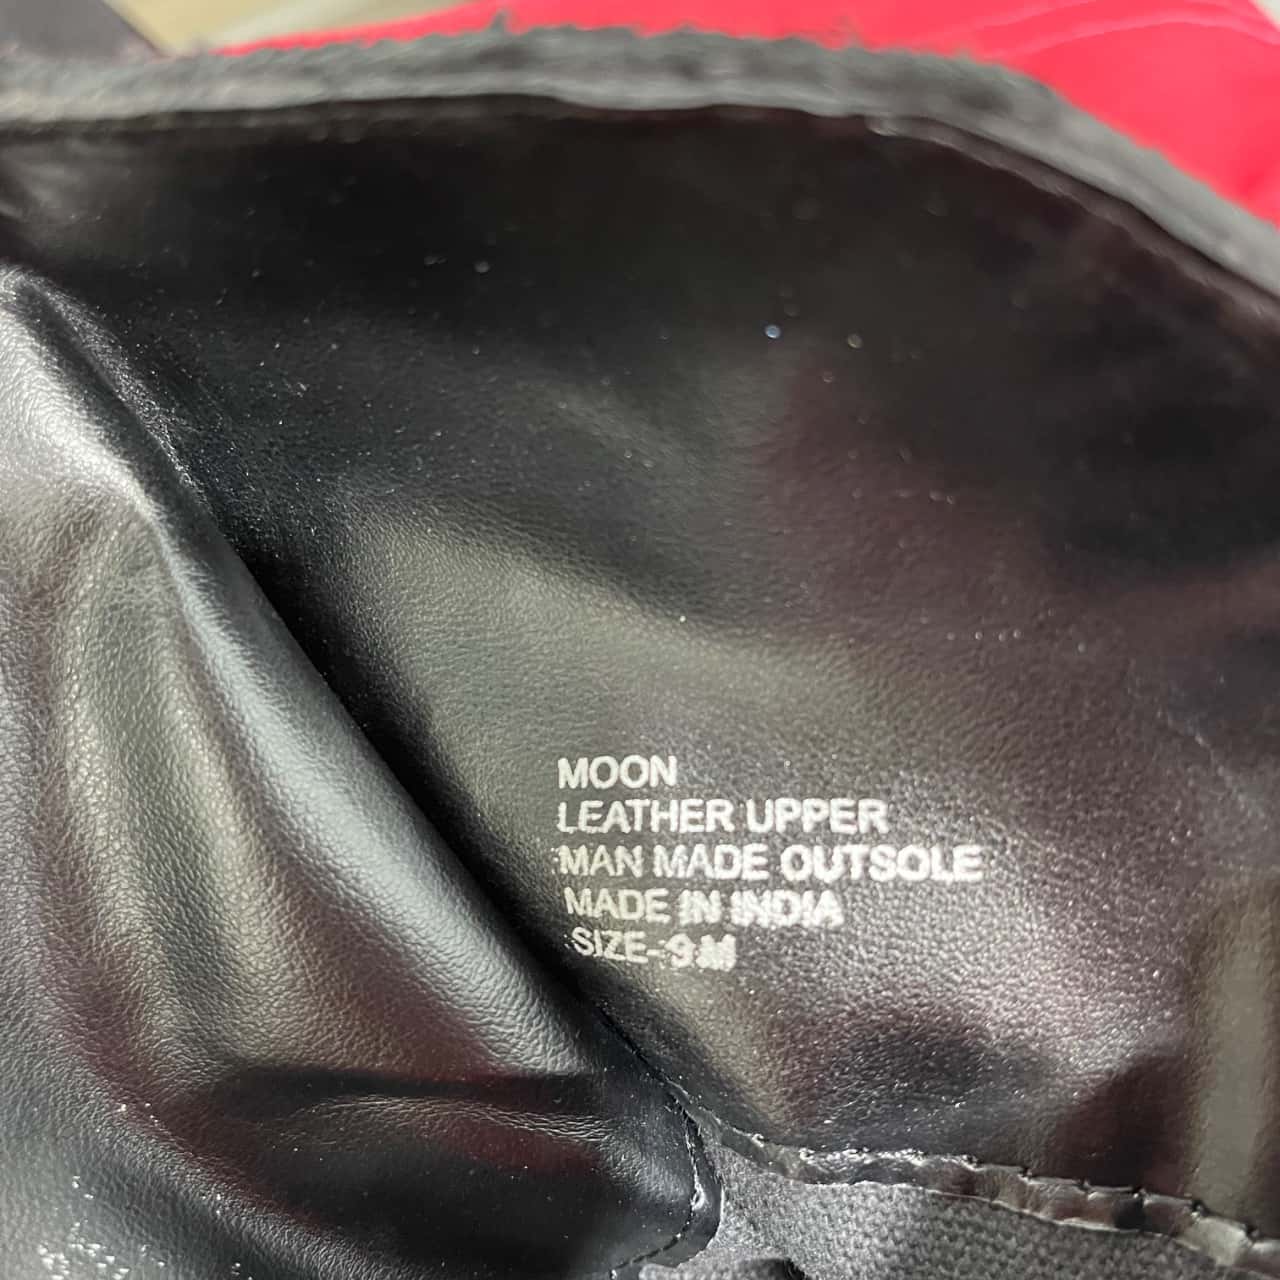 MOON
LEATHER UPPER
MAN MADE OUTSOLE
MADE IN INDIA
SIZE-9M